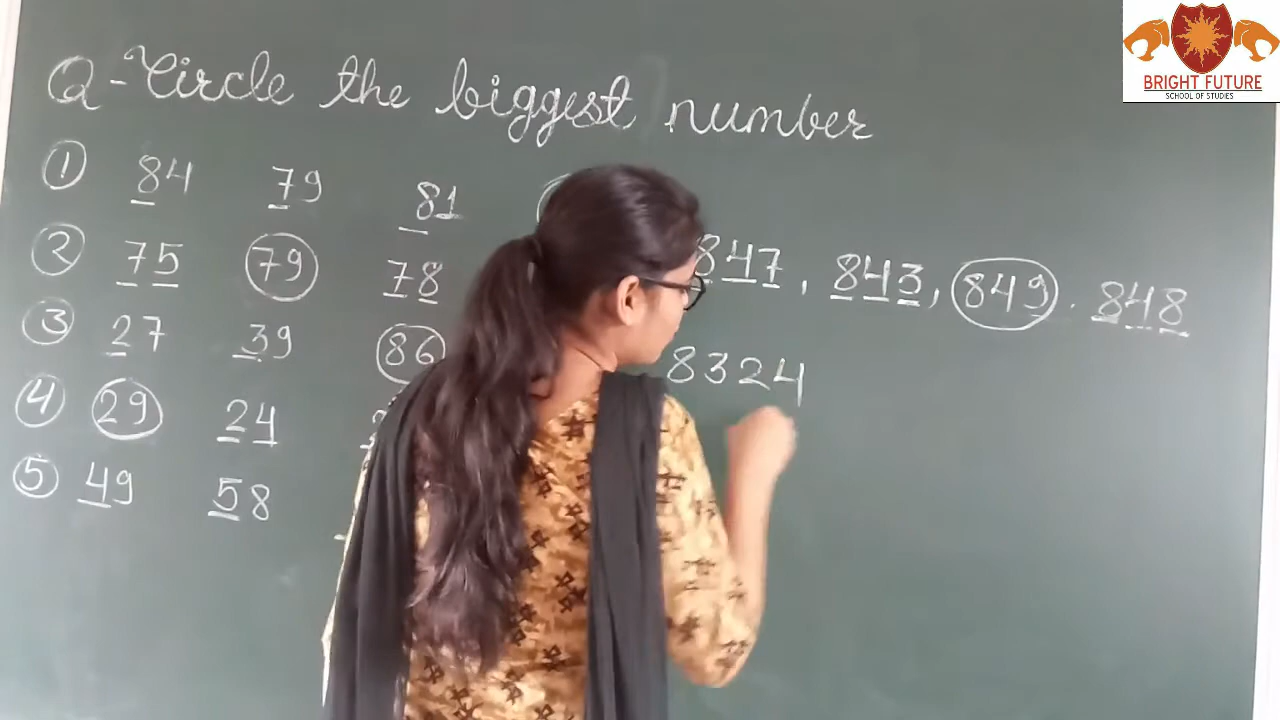 Q-Circle the biggest number
① 84 79 81
② 75 79 78
③ 27 39 86
④ 29 24
⑤ 49 58
847, 843, 849. 848
8324
BRIGHT FUTURE
SCHOOL OF STUDIES